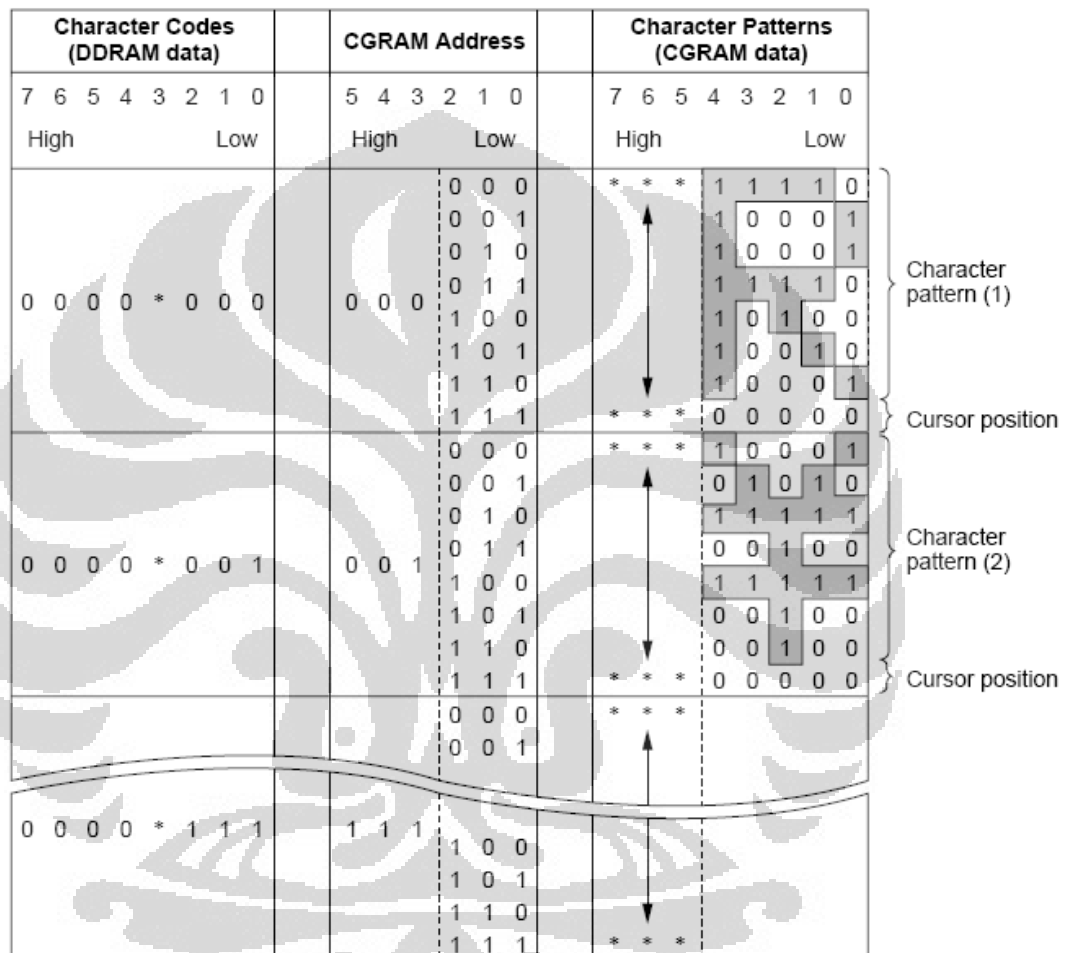 Character Codes (DDRAM data) CGRAM Address Character Patterns (CGRAM data)
7 6 5 4 3 2 1 0 5 4 3 2 1 0 7 6 5 4 3 2 1 0
High Low High Low High Low
0 0 0 * * * 1 1 1 1 0
0 0 1 1 0 0 0 1
0 1 0 1 0 0 0 1
0 1 1 1 1 1 1 0
Character pattern (1)
0 0 0 0 * 0 0 0 0 0 0
1 0 0 1 0 1 0 0
1 0 1 1 0 0 1 0
1 1 0 1 0 0 0 1
1 1 1 * * * 0 0 0 0 0 Cursor position
0 0 0 * * * 1 0 0 0 1
0 0 1 0 1 0 1 0
0 1 0 1 1 1 1 1
0 1 1 0 0 1 0 0
Character pattern (2)
0 0 0 0 * 0 0 1 0 0 1
1 0 0 1 1 1 1 1
1 0 1 0 0 1 0 0
1 1 0 0 0 1 0 0
1 1 1 * * * 0 0 0 0 0 Cursor position
0 0 0 * * *
0 0 1
0 0 0 0 * 1 1 1 1 1 1
1 0 0
1 0 1
1 1 0
1 1 1 * * *